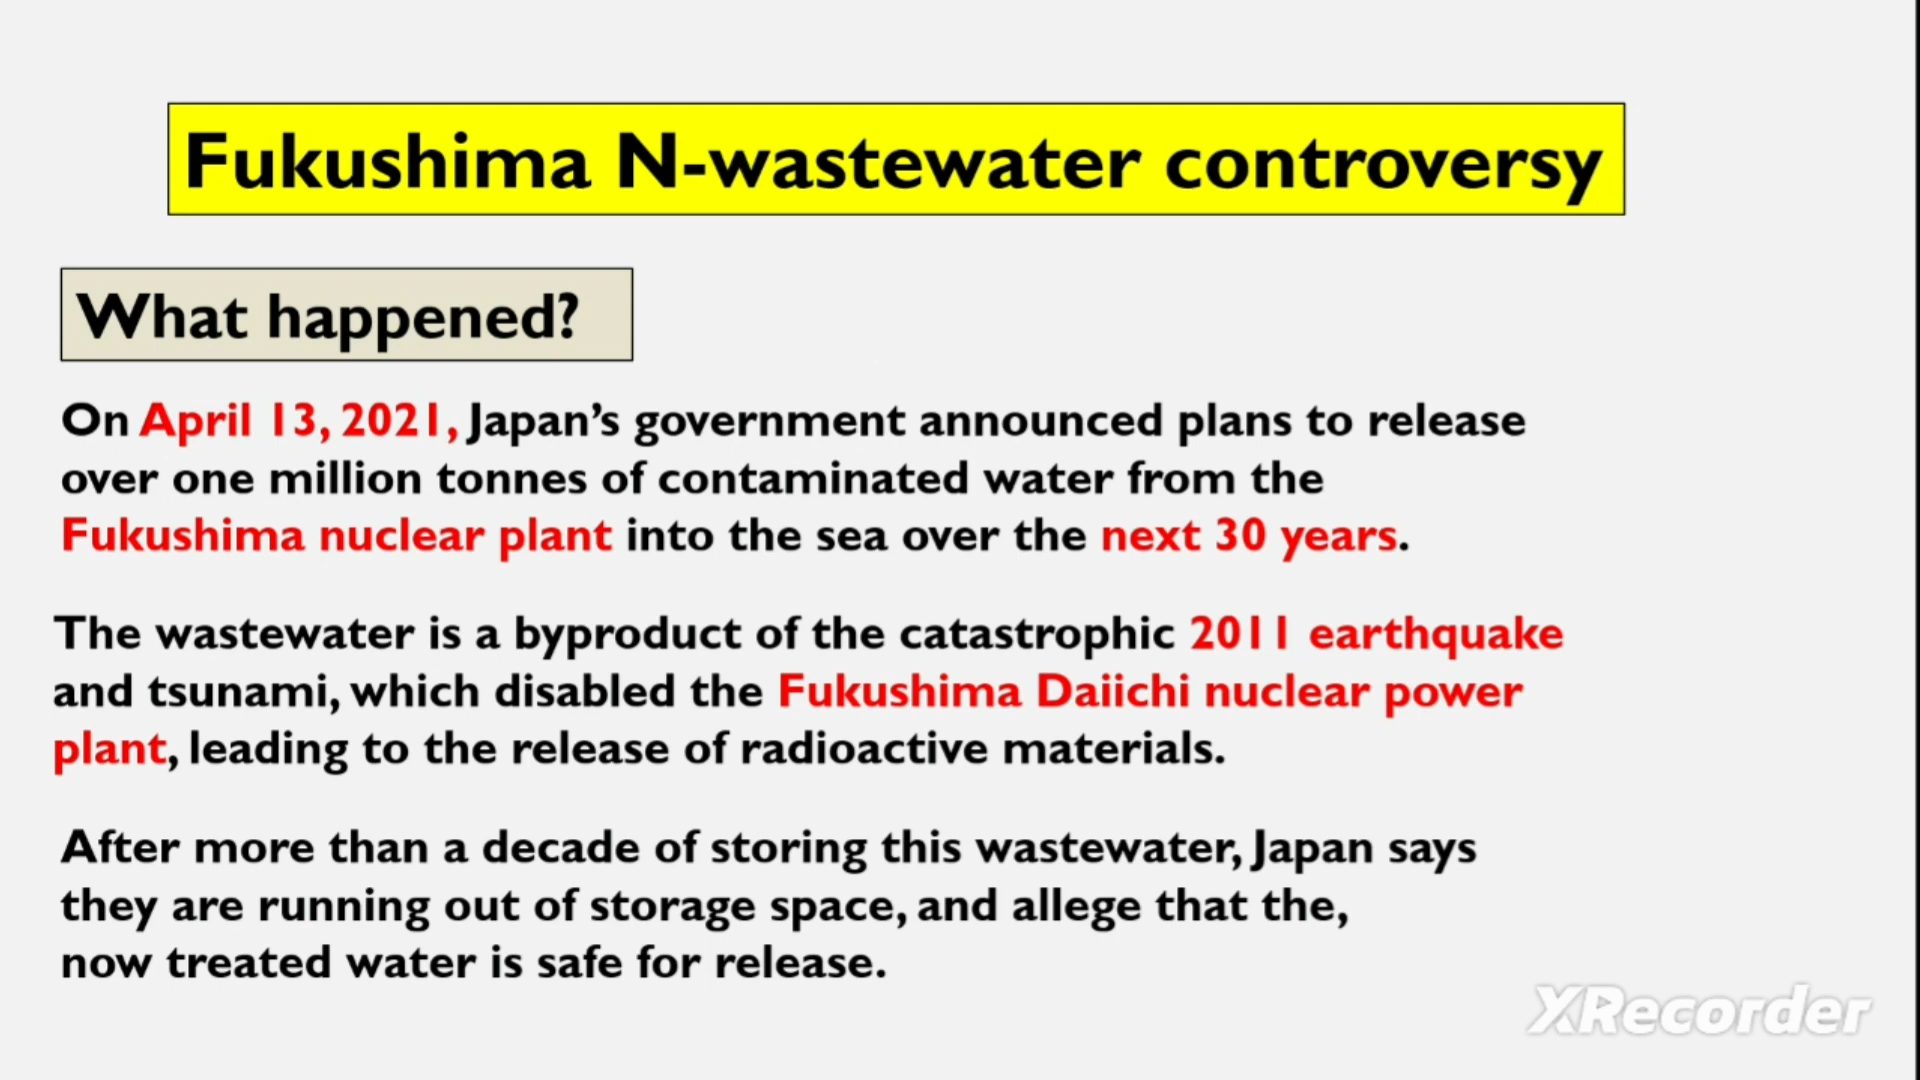 Fukushima N-wastewater controversy
What happened?
On April 13, 2021, Japan’s government announced plans to release
over one million tonnes of contaminated water from the
Fukushima nuclear plant into the sea over the next 30 years.
The wastewater is a byproduct of the catastrophic 2011 earthquake
and tsunami, which disabled the Fukushima Daiichi nuclear power
plant, leading to the release of radioactive materials.
After more than a decade of storing this wastewater, Japan says
they are running out of storage space, and allege that the,
now treated water is safe for release.
XRecorder